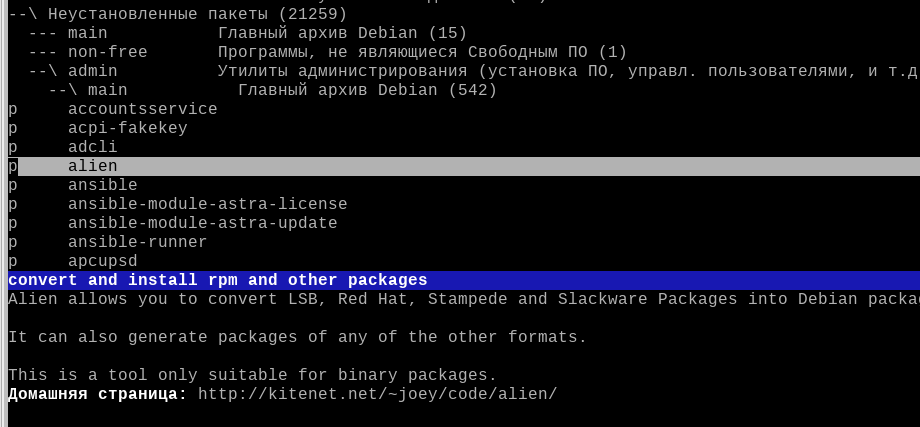 --\ Неустановленные пакеты (21259)
--- main Главный архив Debian (15)
--- non-free Программы, не являющиеся Свободным ПО (1)
--\ admin Утилиты администрирования (установка ПО, управл. пользователями, и т.д
--\ main Главный архив Debian (542)
p accountsservice
p acpi-fakekey
p adcli
p alien
p ansible
p ansible-module-astra-license
p ansible-module-astra-update
p ansible-runner
p apcupsd
convert and install rpm and other packages
Alien allows you to convert LSB, Red Hat, Stampede and Slackware Packages into Debian packa
It can also generate packages of any of the other formats.
This is a tool only suitable for binary packages.
Домашняя страница: http://kitenet.net/~joey/code/alien/